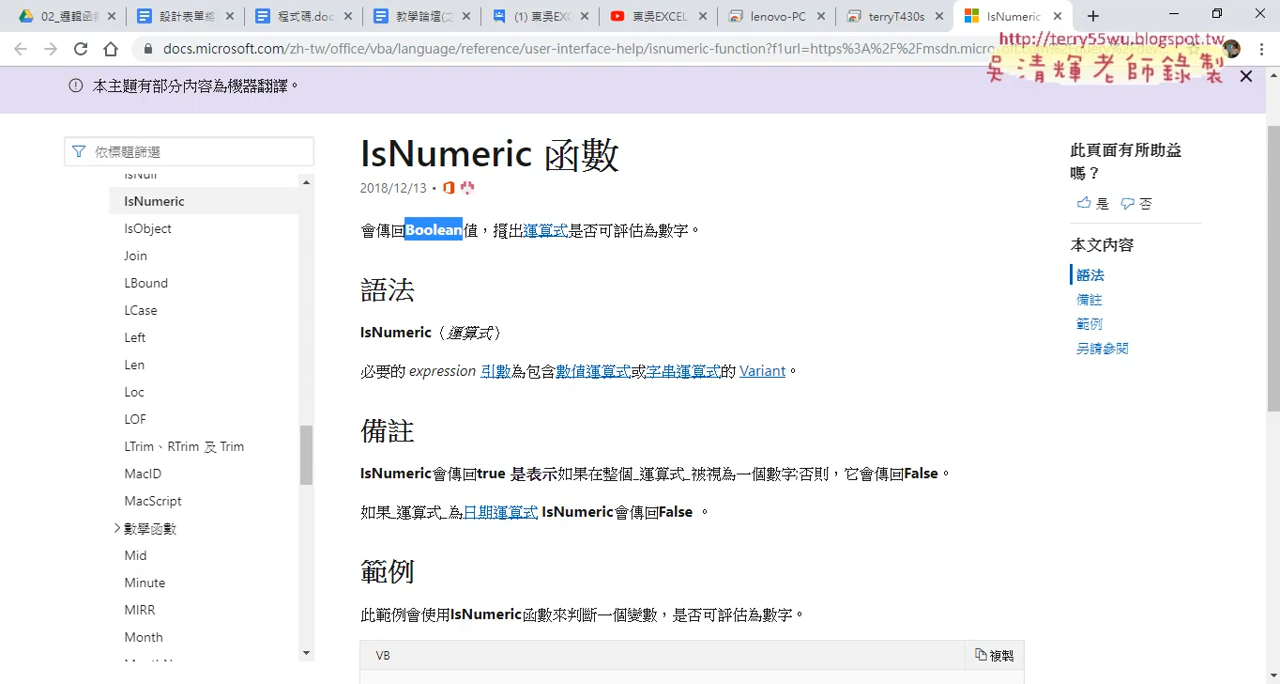 02_邏輯函
設計表單將
程式碼.doc
教學論壇(之
(1) 東吳EXC
東吳EXCEL
lenovo-PC
terryT430s
IsNumeric
docs.microsoft.com/zh-tw/office/vba/language/reference/user-interface-help/isnumeric-function?f1url=https%3A%2F%2Fmsdn.micro
http://terry55wu.blogspot.tw
吳清輝老師錄製
本主題有部分內容為機器翻譯。
依標題篩選
IsNull
IsNumeric
IsObject
Join
LBound
LCase
Left
Len
Loc
LOF
LTrim、RTrim 及 Trim
MacID
MacScript
數學函數
Mid
Minute
MIRR
Month
IsNumeric 函數
2018/12/13 •
會傳回Boolean值，指出運算式是否可評估為數字。
語法
IsNumeric（運算式）
必要的 expression 引數為包含數值運算式或字串運算式的 Variant。
備註
IsNumeric會傳回true 是表示如果在整個_運算式_被視為一個數字;否則，它會傳回False。
如果_運算式_為日期運算式 IsNumeric會傳回False 。
範例
此範例會使用IsNumeric函數來判斷一個變數，是否可評估為數字。
VB
複製
此頁面有所助益
嗎？
是
否
本文內容
語法
備註
範例
另請參閱